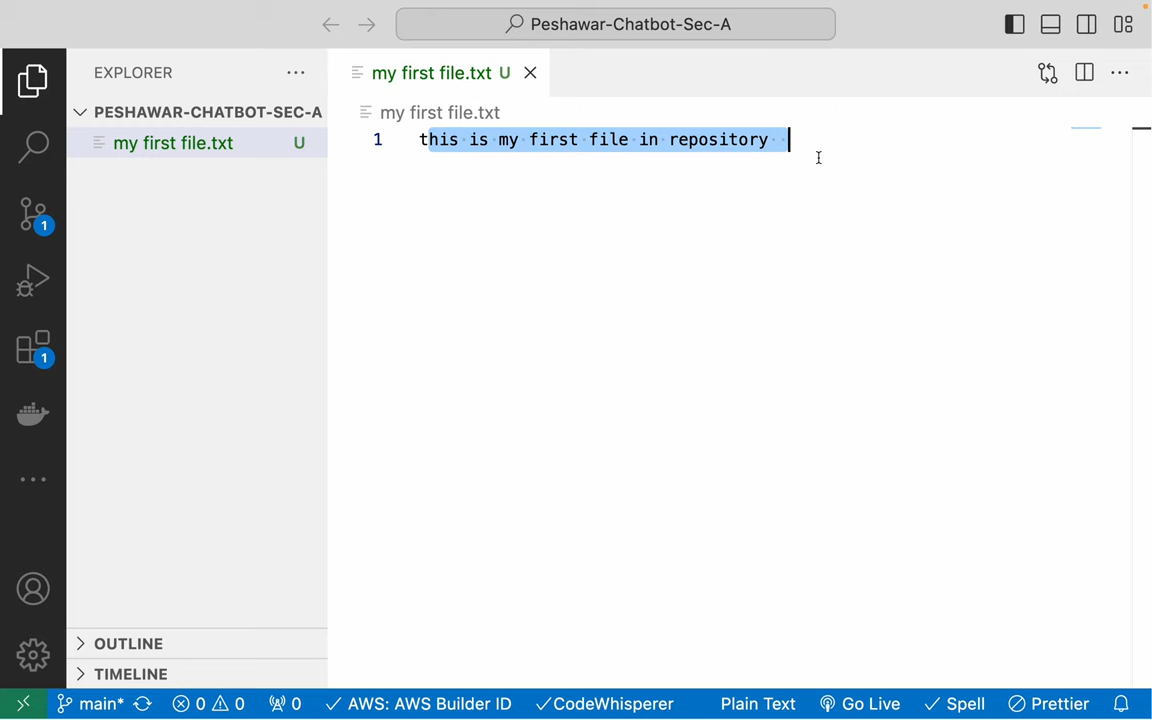 Peshawar-Chatbot-Sec-A
EXPLORER
my first file.txt U
PESHAWAR-CHATBOT-SEC-A
my first file.txt
my first file.txt U
1 this is my first file in repository
1
1
OUTLINE
TIMELINE
main* 0 0 0 AWS: AWS Builder ID CodeWhisperer Plain Text Go Live Spell Prettier